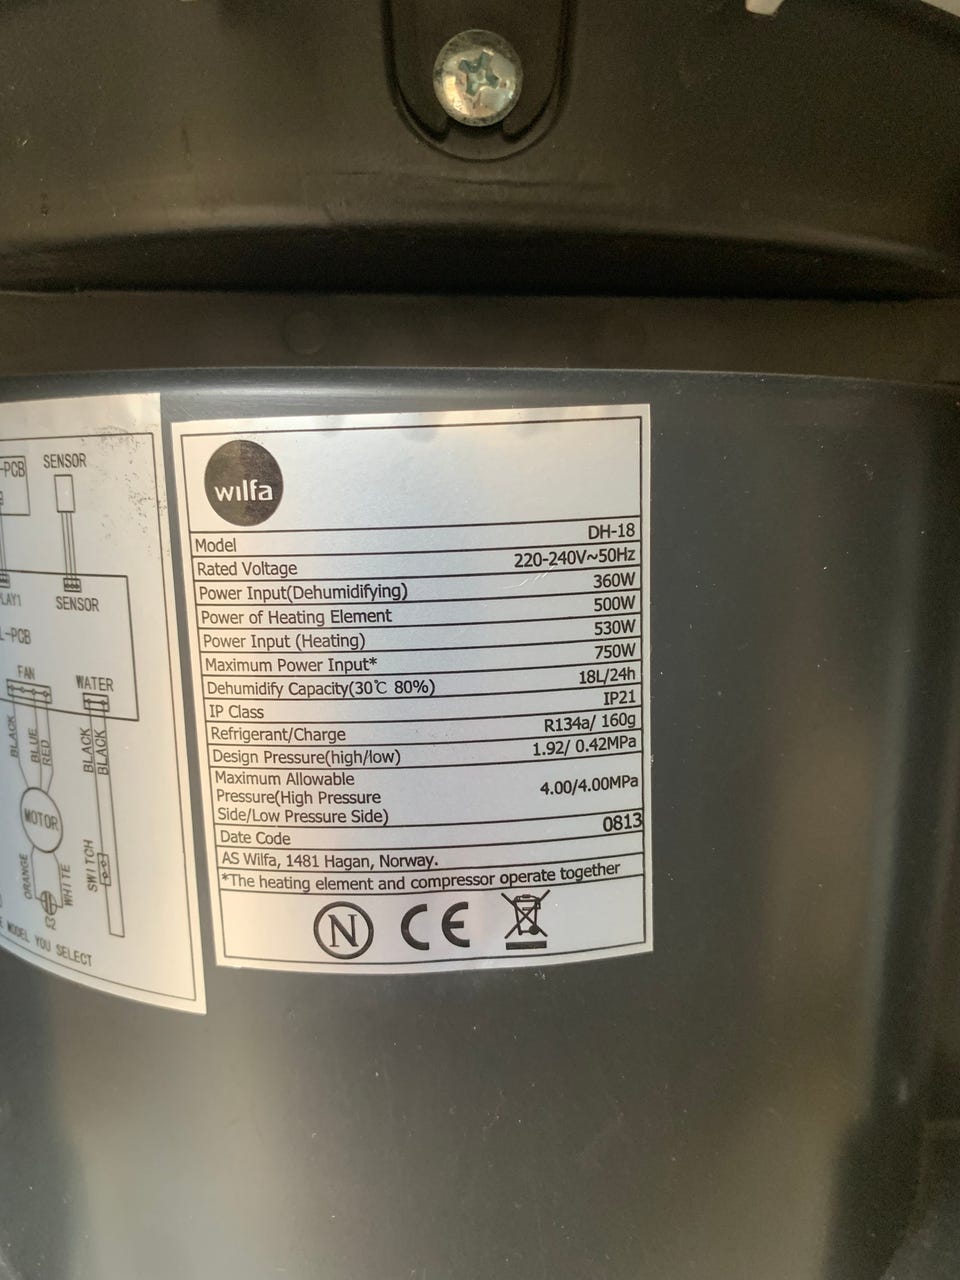 -PCB
SENSOR
SENSOR
L-PCB
FAN
WATER
BLACK
BLUE
RED
BLACK
BLACK
MOTOR
ORANGE
WHITE
SWITCH
MODEL YOU SELECT
wilfa
Model DH-18
Rated Voltage 220-240V~50Hz
Power Input(Dehumidifying) 360W
Power of Heating Element 500W
Power Input (Heating) 530W
Maximum Power Input* 750W
Dehumidify Capacity(30℃ 80%) 18L/24h
IP Class IP21
Refrigerant/Charge R134a/ 160g
Design Pressure(high/low) 1.92/ 0.42MPa
Maximum Allowable
Pressure(High Pressure 4.00/4.00MPa
Side/Low Pressure Side)
Date Code 0813
AS Wilfa, 1481 Hagan, Norway.
*The heating element and compressor operate together
N CE